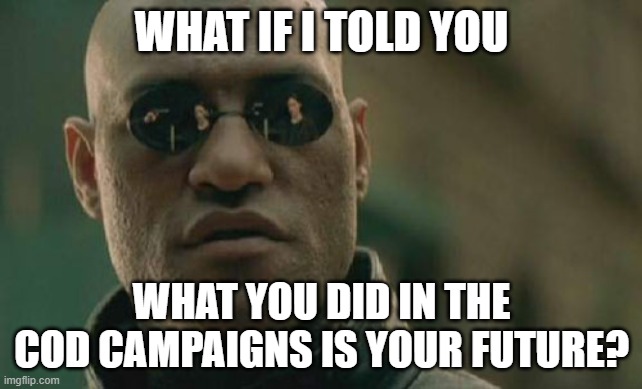 WHAT IF I TOLD YOU
WHAT YOU DID IN THE
COD CAMPAIGNS IS YOUR FUTURE?
imgflip.com